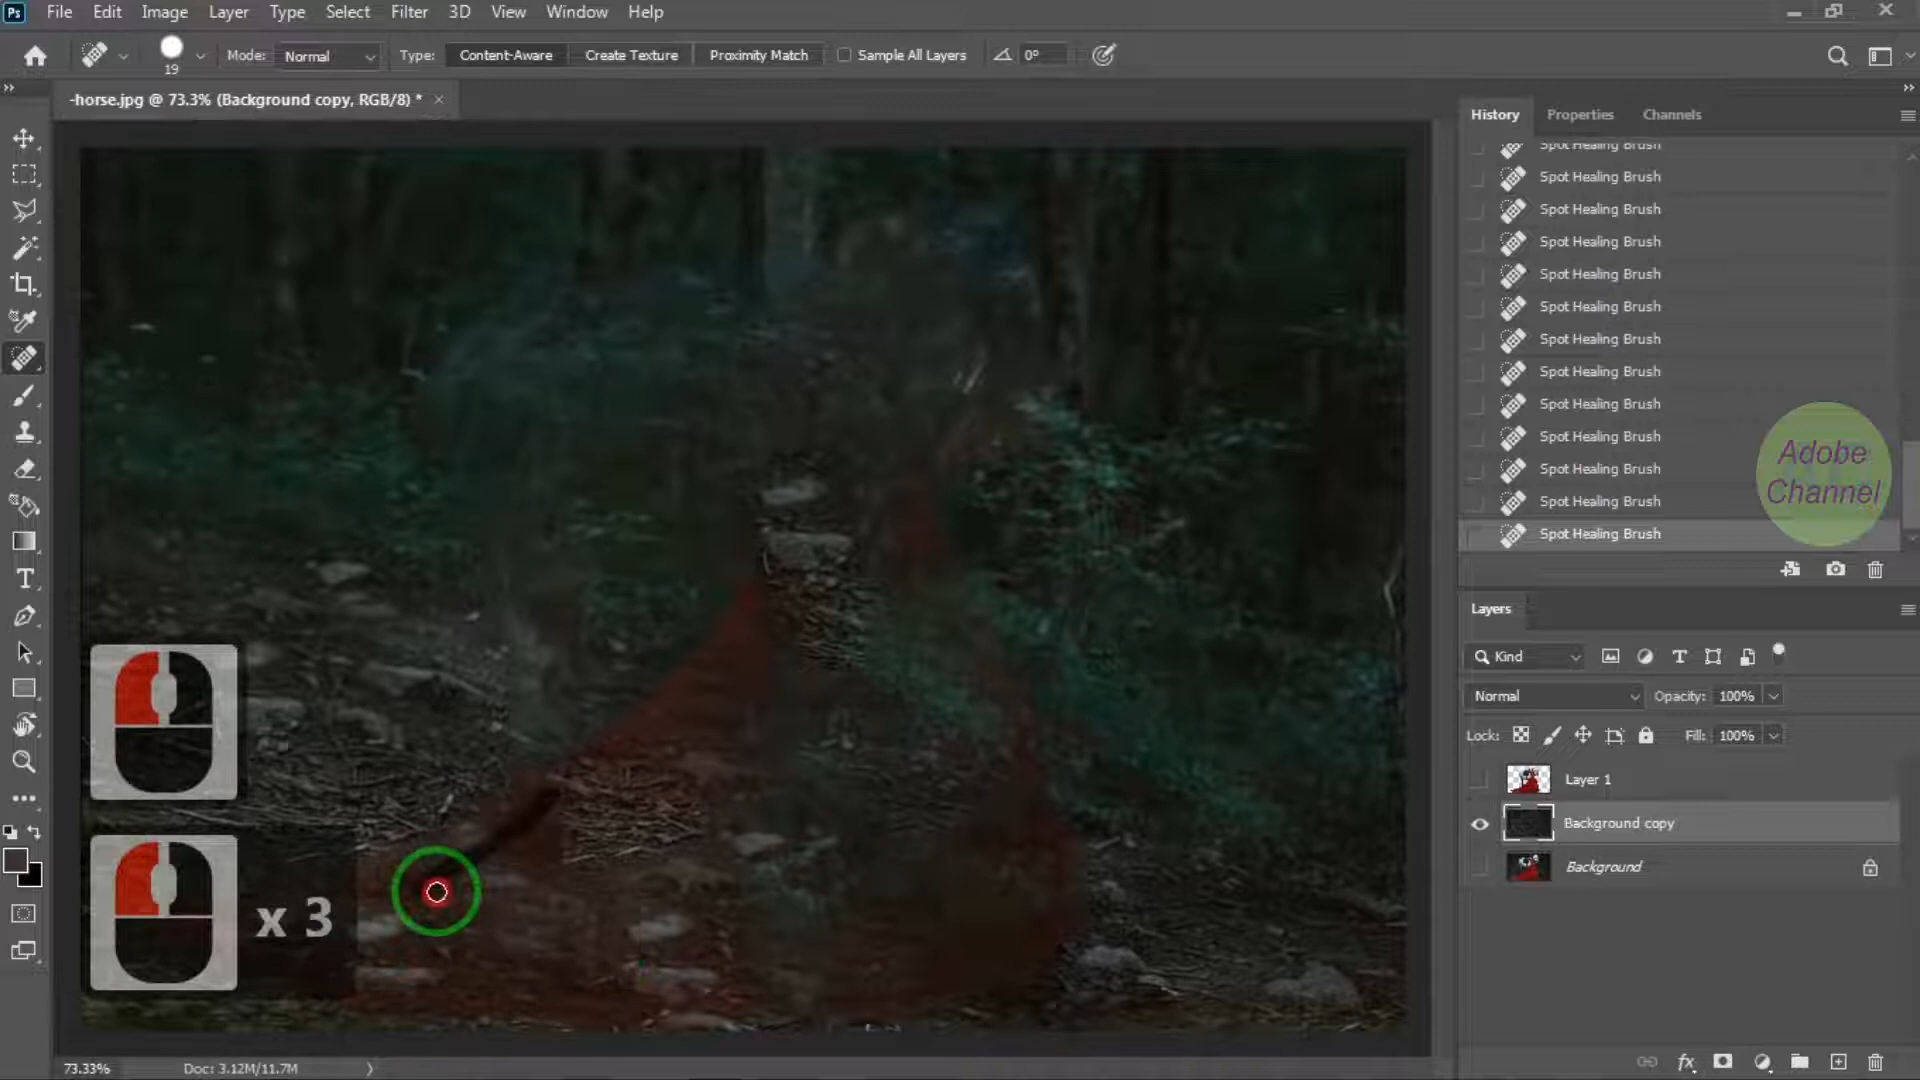 Ps File Edit Image Layer Type Select Filter 3D View Window Help
19 Mode: Normal Type: Content-Aware Create Texture Proximity Match Sample All Layers 0°
-horse.jpg @ 73.3% (Background copy, RGB/8) * ×
History Properties Channels
Spot Healing Brush
Spot Healing Brush
Spot Healing Brush
Spot Healing Brush
Spot Healing Brush
Spot Healing Brush
Spot Healing Brush
Spot Healing Brush
Spot Healing Brush
Spot Healing Brush
Spot Healing Brush
Spot Healing Brush
Spot Healing Brush
Adobe
Channel
Layers
Kind
Normal Opacity: 100%
Lock: Fill: 100%
Layer 1
Background copy
Background
x 3
73.33% Doc: 3.12M/11.7M
fx